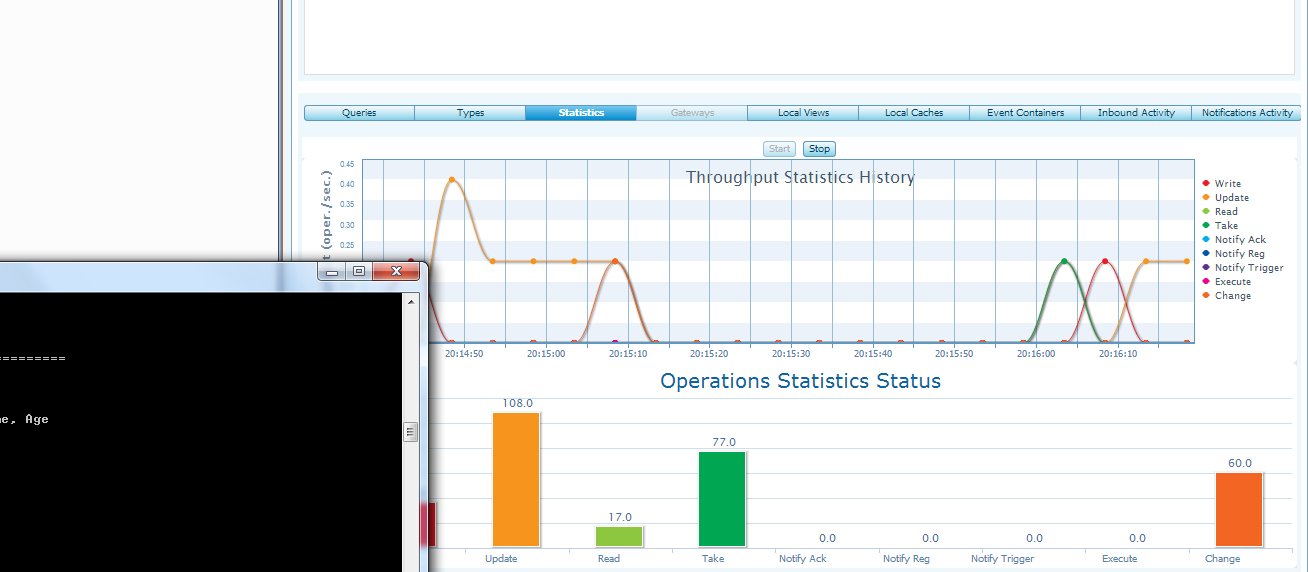 Queries Types Statistics Gateways Local Views Local Caches Event Containers Inbound Activity Notifications Activity
Start Stop
Throughput Statistics History
0.45
0.40
0.35
0.30
0.25
(oper./sec.)
Write
Update
Read
Take
Notify Ack
Notify Reg
Notify Trigger
Execute
Change
20:14:50 20:15:00 20:15:10 20:15:20 20:15:30 20:15:40 20:15:50 20:16:00 20:16:10
=========
, Age
Operations Statistics Status
108.0 17.0 77.0 0.0 0.0 0.0 0.0 60.0
Update Read Take Notify Ack Notify Reg Notify Trigger Execute Change